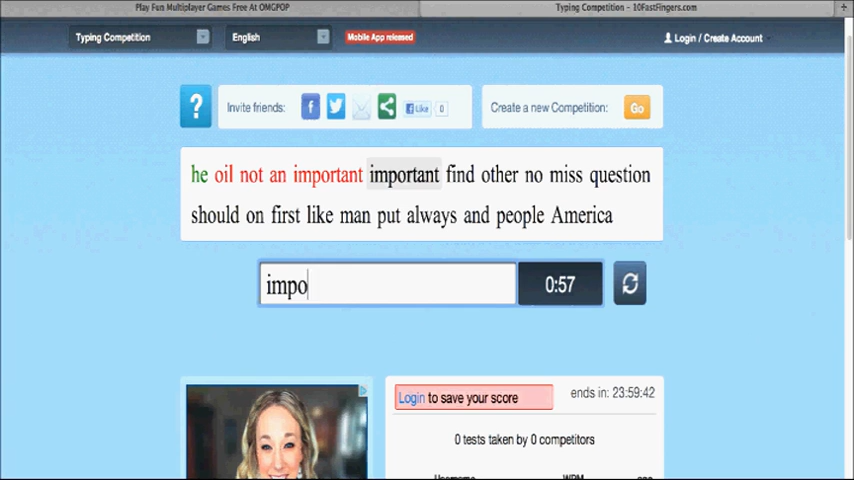 Play Fun Multiplayer Games Free At OMGPOP
Typing Competition - 10FastFingers.com
Typing Competition
English
Mobile App released
Login / Create Account
?
Invite friends:
Like
0
Create a new Competition:
Go
he oil not an important important find other no miss question
should on first like man put always and people America
impo
0:57
Login to save your score
ends in: 23:59:42
0 tests taken by 0 competitors
Username
WPM